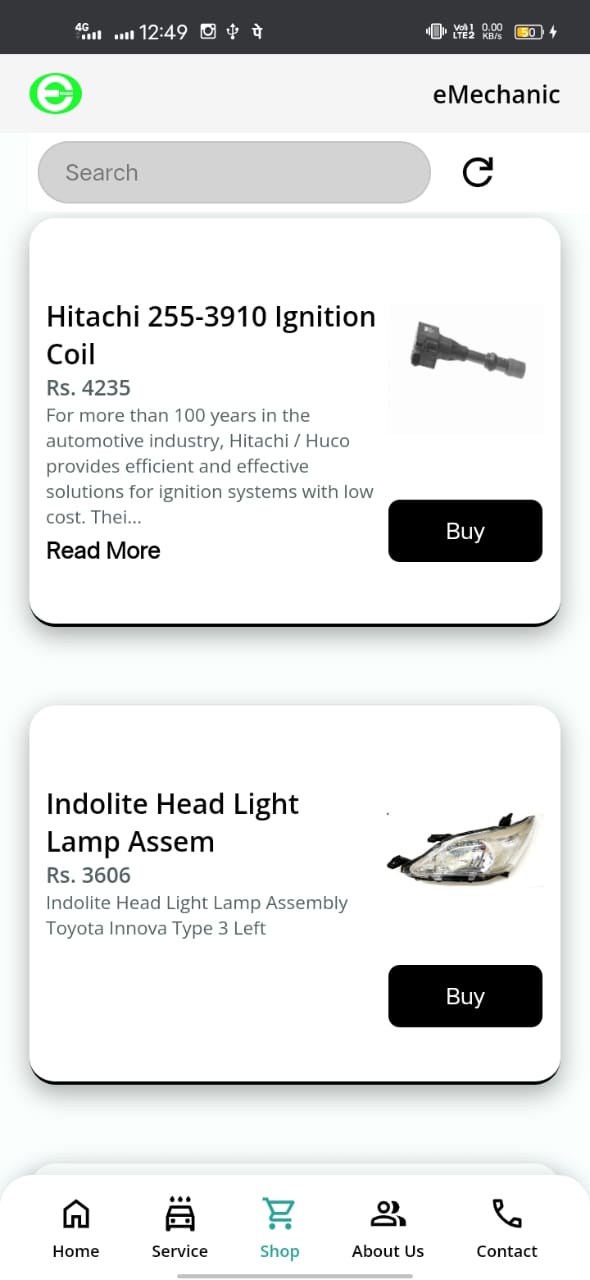 4G 12:49 पे Vo1 1 LTE2 0.00 KB/s 50
eMechanic
Search
Hitachi 255-3910 Ignition
Coil
Rs. 4235
For more than 100 years in the
automotive industry, Hitachi / Huco
provides efficient and effective
solutions for ignition systems with low
cost. Thei...
Read More
Buy
Indolite Head Light
Lamp Assem
Rs. 3606
Indolite Head Light Lamp Assembly
Toyota Innova Type 3 Left
Buy
Home Service Shop About Us Contact